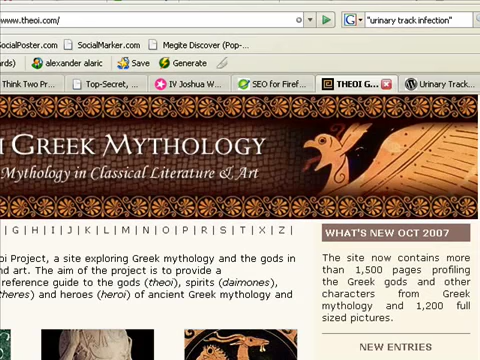 www.theoi.com/
"urinary track infection"
SocialPoster.com SocialMarker.com Megite Discover (Pop-
alexander alaric Save Generate
Think Two Pr... Top-Secret, ... IV Joshua W... SEO for Firef... THEOI G... Urinary Track
GREEK MYTHOLOGY
Mythology in Classical Literature & Art
| G | H | I | J | K | L | M | N | O | P | R | S | T | X | Z |
WHAT'S NEW OCT 2007
oi Project, a site exploring Greek mythology and the gods in
nd art. The aim of the project is to provide a
reference guide to the gods (theoi), spirits (daimones),
theres) and heroes (heroi) of ancient Greek mythology and
The site now contains more
than 1,500 pages profiling
the Greek gods and other
characters from Greek
mythology and 1,200 full
sized pictures.
NEW ENTRIES